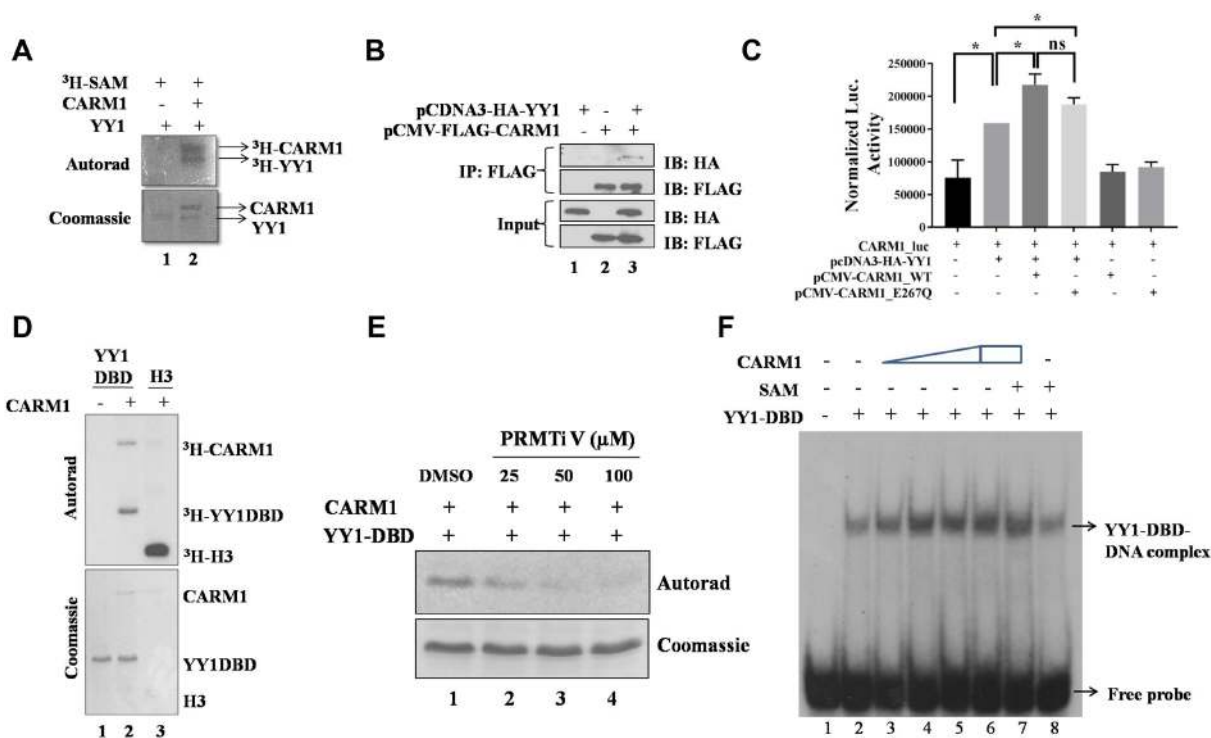 A
³H-SAM + +
CARM1 - +
YY1 + +
Autorad
³H-CARM1
³H-YY1
Coomassie
CARM1
YY1
1 2
B
pCDNA3-HA-YY1 + - +
pCMV-FLAG-CARM1 - + +
IP: FLAG
IB: HA
IB: FLAG
Input
IB: HA
IB: FLAG
1 2 3
C
* * * ns
Normalized Luc.
Activity
250000
200000
150000
100000
50000
0
CARM1_luc + + + + + +
pcDNA3-HA-YY1 - + + + - -
pCMV-CARM1_WT - - + - + -
pCMV-CARM1_E267Q - - - + - +
D
YY1
DBD H3
CARM1 - + +
Autorad
³H-CARM1
³H-YY1DBD
³H-H3
Coomassie
CARM1
YY1DBD
H3
1 2 3
E
PRMTi V (μM)
DMSO 25 50 100
CARM1 + + + +
YY1-DBD + + + +
Autorad
Coomassie
1 2 3 4
F
CARM1 - - -
SAM - - - - - - + +
YY1-DBD - + + + + + + +
YY1-DBD-
DNA complex
Free probe
1 2 3 4 5 6 7 8